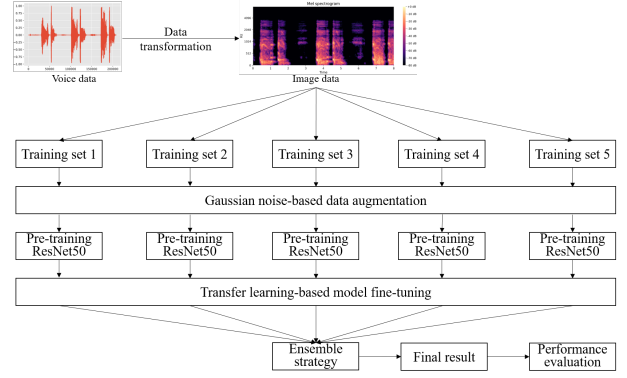 Mel spectrogram
Data
transformation
Voice data
Time
Image data
Training set 1
Training set 2
Training set 3
Training set 4
Training set 5
Gaussian noise-based data augmentation
Pre-training
ResNet50
Pre-training
ResNet50
Pre-training
ResNet50
Pre-training
ResNet50
Pre-training
ResNet50
Transfer learning-based model fine-tuning
Ensemble
strategy
Final result
Performance
evaluation